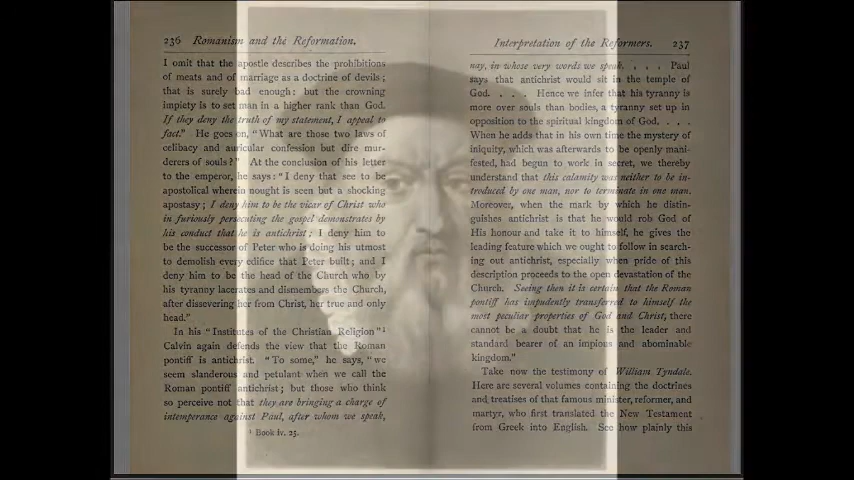 236 Romanism and the Reformation.
I omit that the apostle describes the prohibitions
of meats and of marriage as a doctrine of devils;
that is surely bad enough; but the crowning
impiety is to set man in a higher rank than God.
If they deny the truth of my statement, I appeal to
fact." He goes on, "What are those two laws of
celibacy and auricular confession but dire mur-
derers of souls?" At the conclusion of his letter
to the emperor, he says: "I deny that see to be
apostolical wherein nought is seen but a shocking
apostasy; I deny him to be the vicar of Christ who
in furiously persecuting the gospel demonstrates by
his conduct that he is antichrist; I deny him to
be the successor of Peter who is doing his utmost
to demolish every edifice that Peter built; and I
deny him to be the head of the Church who by
his tyranny lacerates and dismembers the Church,
after dissevering her from Christ, her true and only
head."
In his "Institutes of the Christian Religion" ¹
Calvin again defends the view that the Roman
pontiff is antichrist. "To some," he says, "we
seem slanderous and petulant when we call the
Roman pontiff antichrist; but those who think
so perceive not that they are bringing a charge of
intemperance against Paul, after whom we speak,
¹ Book iv. 25.
Interpretation of the Reformers. 237
nay, in whose very words we speak. . . . Paul
says that antichrist would sit in the temple of
God. . . . Hence we infer that his tyranny is
more over souls than bodies, a tyranny set up in
opposition to the spiritual kingdom of God. . . .
When he adds that in his own time the mystery of
iniquity, which was afterwards to be openly mani-
fested, had begun to work in secret, we thereby
understand that this calamity was neither to be in-
troduced by one man, nor to terminate in one man.
Moreover, when the mark by which he distin-
guishes antichrist is that he would rob God of
His honour and take it to himself, he gives the
leading feature which we ought to follow in search-
ing out antichrist, especially when pride of this
description proceeds to the open devastation of the
Church. Seeing then it is certain that the Roman
pontiff has impudently transferred to himself the
most peculiar properties of God and Christ, there
cannot be a doubt that he is the leader and
standard bearer of an impious and abominable
kingdom."
Take now the testimony of William Tyndale.
Here are several volumes containing the doctrines
and treatises of that famous minister, reformer, and
martyr, who first translated the New Testament
from Greek into English. See how plainly this